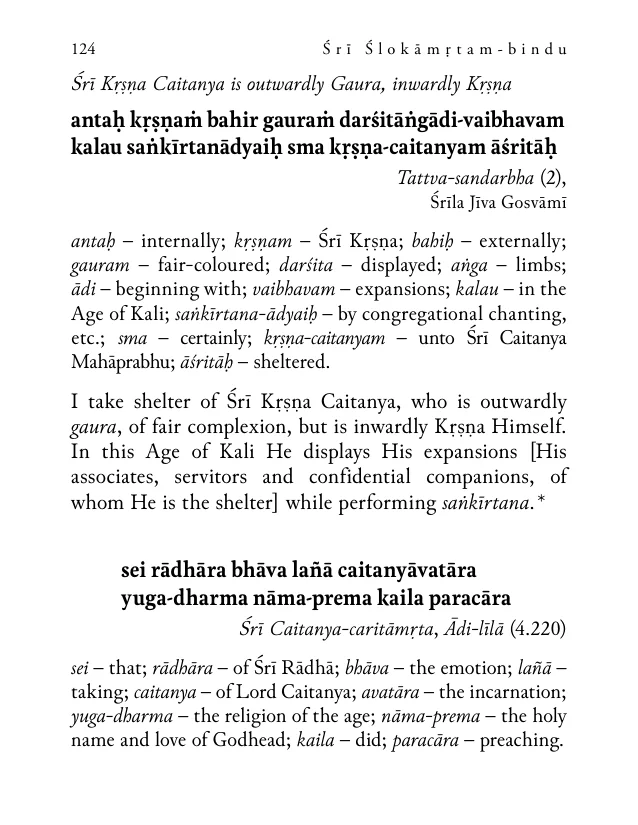 124 Śrī Ślokāmṛtam-bindu
Śrī Kṛṣṇa Caitanya is outwardly Gaura, inwardly Kṛṣṇa
antaḥ kṛṣṇaṁ bahir gauraṁ darśitāṅgādi-vaibhavam
kalau saṅkīrtanādyaiḥ sma kṛṣṇa-caitanyam āśritāḥ
Tattva-sandarbha (2),
Śrīla Jīva Gosvāmī
antaḥ – internally; kṛṣṇam – Śrī Kṛṣṇa; bahiḥ – externally;
gauram – fair-coloured; darśita – displayed; aṅga – limbs;
ādi – beginning with; vaibhavam – expansions; kalau – in the
Age of Kali; saṅkīrtana-ādyaiḥ – by congregational chanting,
etc.; sma – certainly; kṛṣṇa-caitanyam – unto Śrī Caitanya
Mahāprabhu; āśritāḥ – sheltered.
I take shelter of Śrī Kṛṣṇa Caitanya, who is outwardly
gaura, of fair complexion, but is inwardly Kṛṣṇa Himself.
In this Age of Kali He displays His expansions [His
associates, servitors and confidential companions, of
whom He is the shelter] while performing saṅkīrtana.*
sei rādhāra bhāva lañā caitanyāvatāra
yuga-dharma nāma-prema kaila paracāra
Śrī Caitanya-caritāmṛta, Ādi-līlā (4.220)
sei – that; rādhāra – of Śrī Rādhā; bhāva – the emotion; lañā –
taking; caitanya – of Lord Caitanya; avatāra – the incarnation;
yuga-dharma – the religion of the age; nāma-prema – the holy
name and love of Godhead; kaila – did; paracāra – preaching.